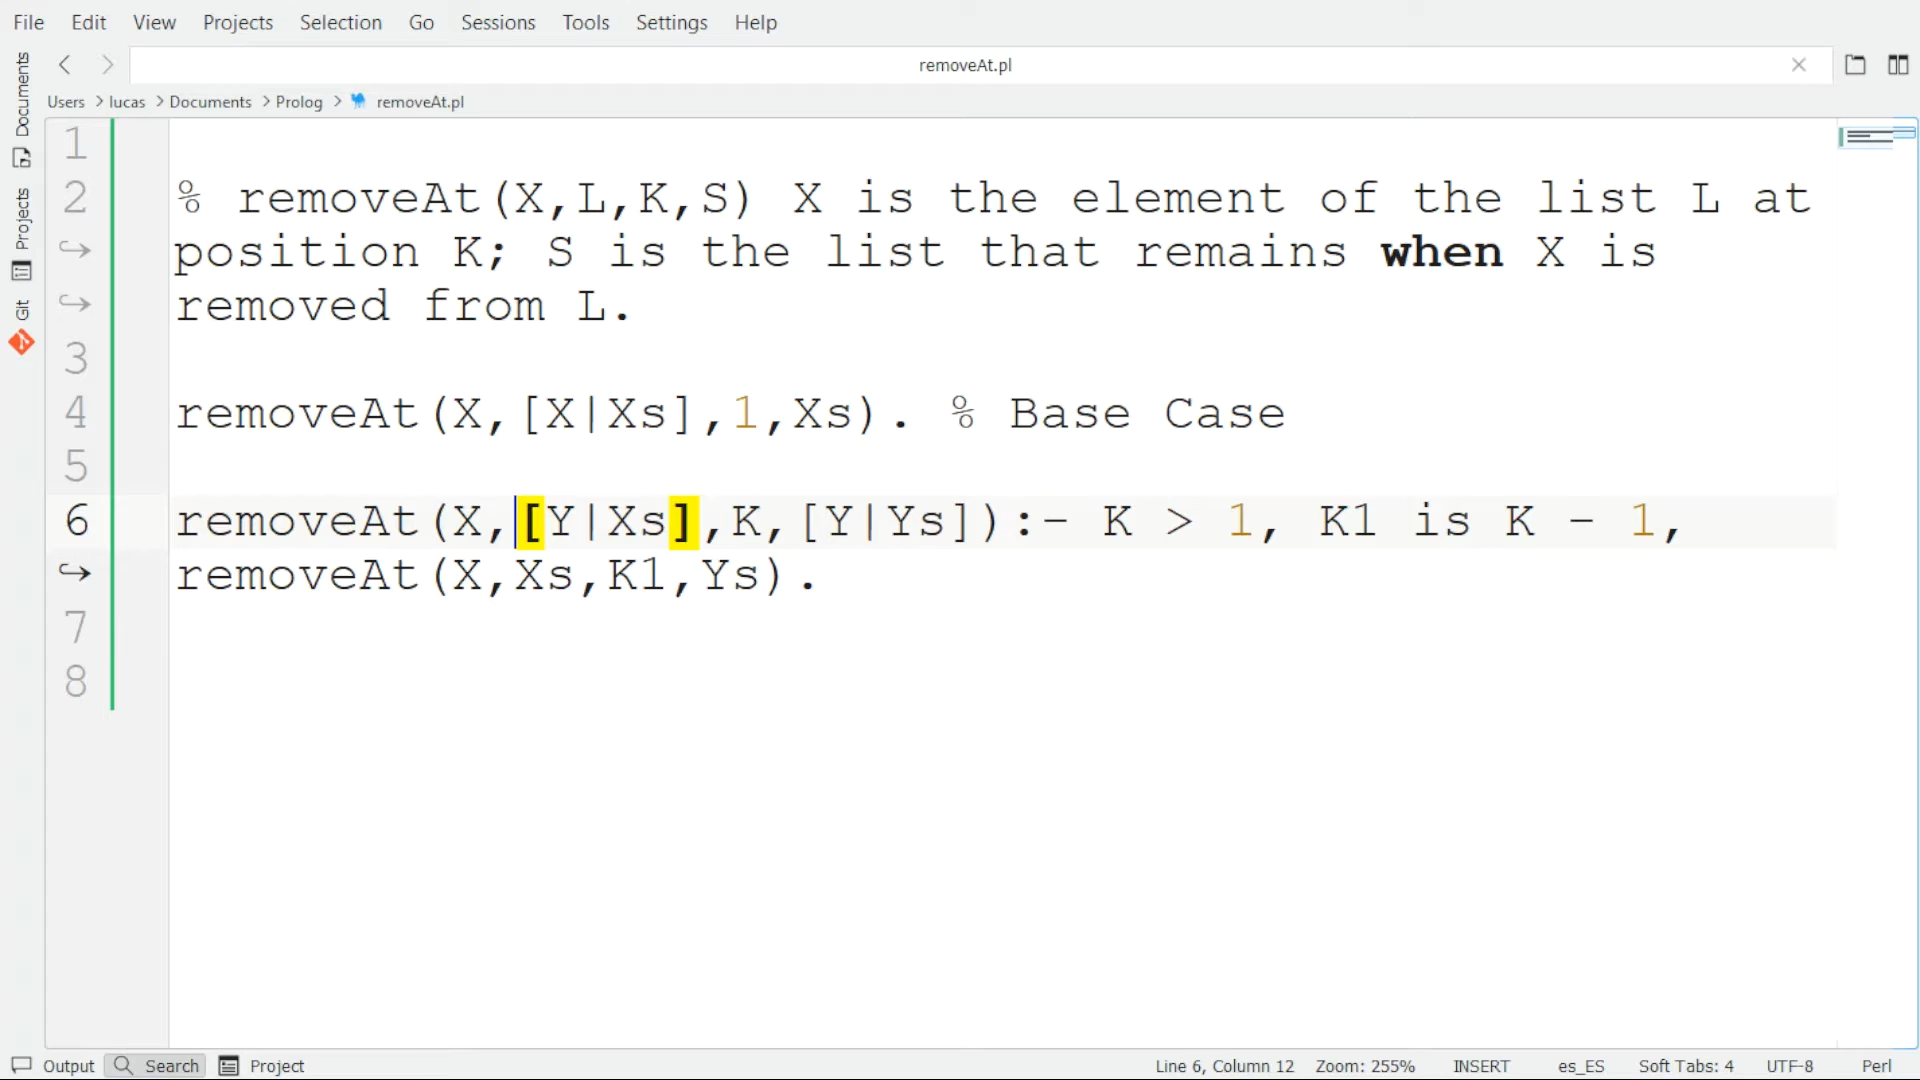 File Edit View Projects Selection Go Sessions Tools Settings Help
removeAt.pl
Users > lucas > Documents > Prolog > removeAt.pl
Documents
Projects
Git
1
2 % removeAt(X,L,K,S) X is the element of the list L at
position K; S is the list that remains when X is
removed from L.
3
4 removeAt(X,[X|Xs],1,Xs). % Base Case
5
6 removeAt(X,[Y|Xs],K,[Y|Ys]):- K > 1, K1 is K - 1,
removeAt(X,Xs,K1,Ys).
7
8
Output Search Project Line 6, Column 12 Zoom: 255% INSERT es_ES Soft Tabs: 4 UTF-8 Perl